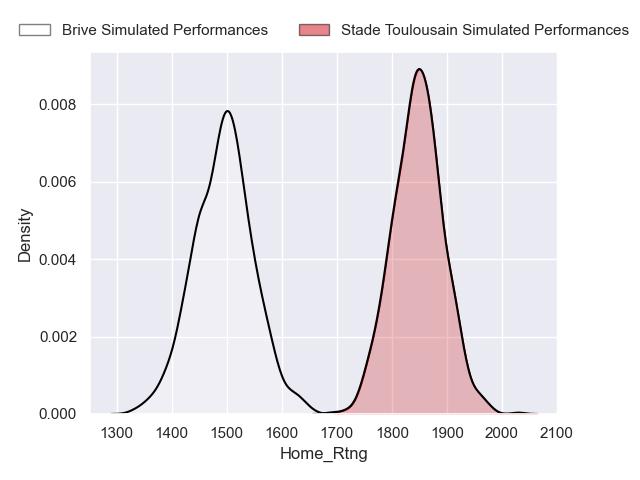 Brive Simulated Performances Stade Toulousain Simulated Performances
0.008
0.006
0.004
0.002
0.000
Density
1300 1400 1500 1600 1700 1800 1900 2000 2100
Home_Rtng